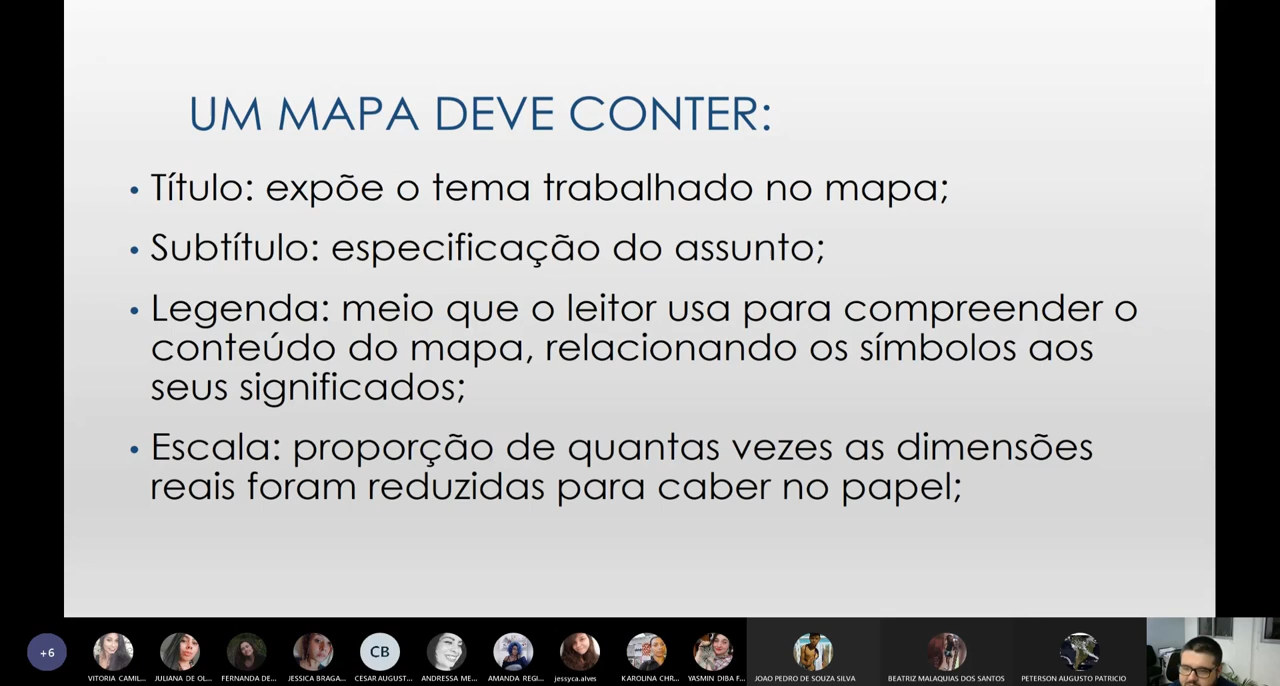 UM MAPA DEVE CONTER:
• Título: expõe o tema trabalhado no mapa;
• Subtítulo: especificação do assunto;
• Legenda: meio que o leitor usa para compreender o
conteúdo do mapa, relacionando os símbolos aos
seus significados;
• Escala: proporção de quantas vezes as dimensões
reais foram reduzidas para caber no papel;
+6
CB
VITORIA CAMIL...
JULIANA DE OL...
FERNANDA DE...
JESSICA BRAGA...
CESAR AUGUST...
ANDRESSA ME...
AMANDA REGI...
jessyca.alves
KAROLINA CHR...
YASMIN DIBA F...
JOAO PEDRO DE SOUZA SILVA
BEATRIZ MALAQUIAS DOS SANTOS
PETERSON AUGUSTO PATRICIO